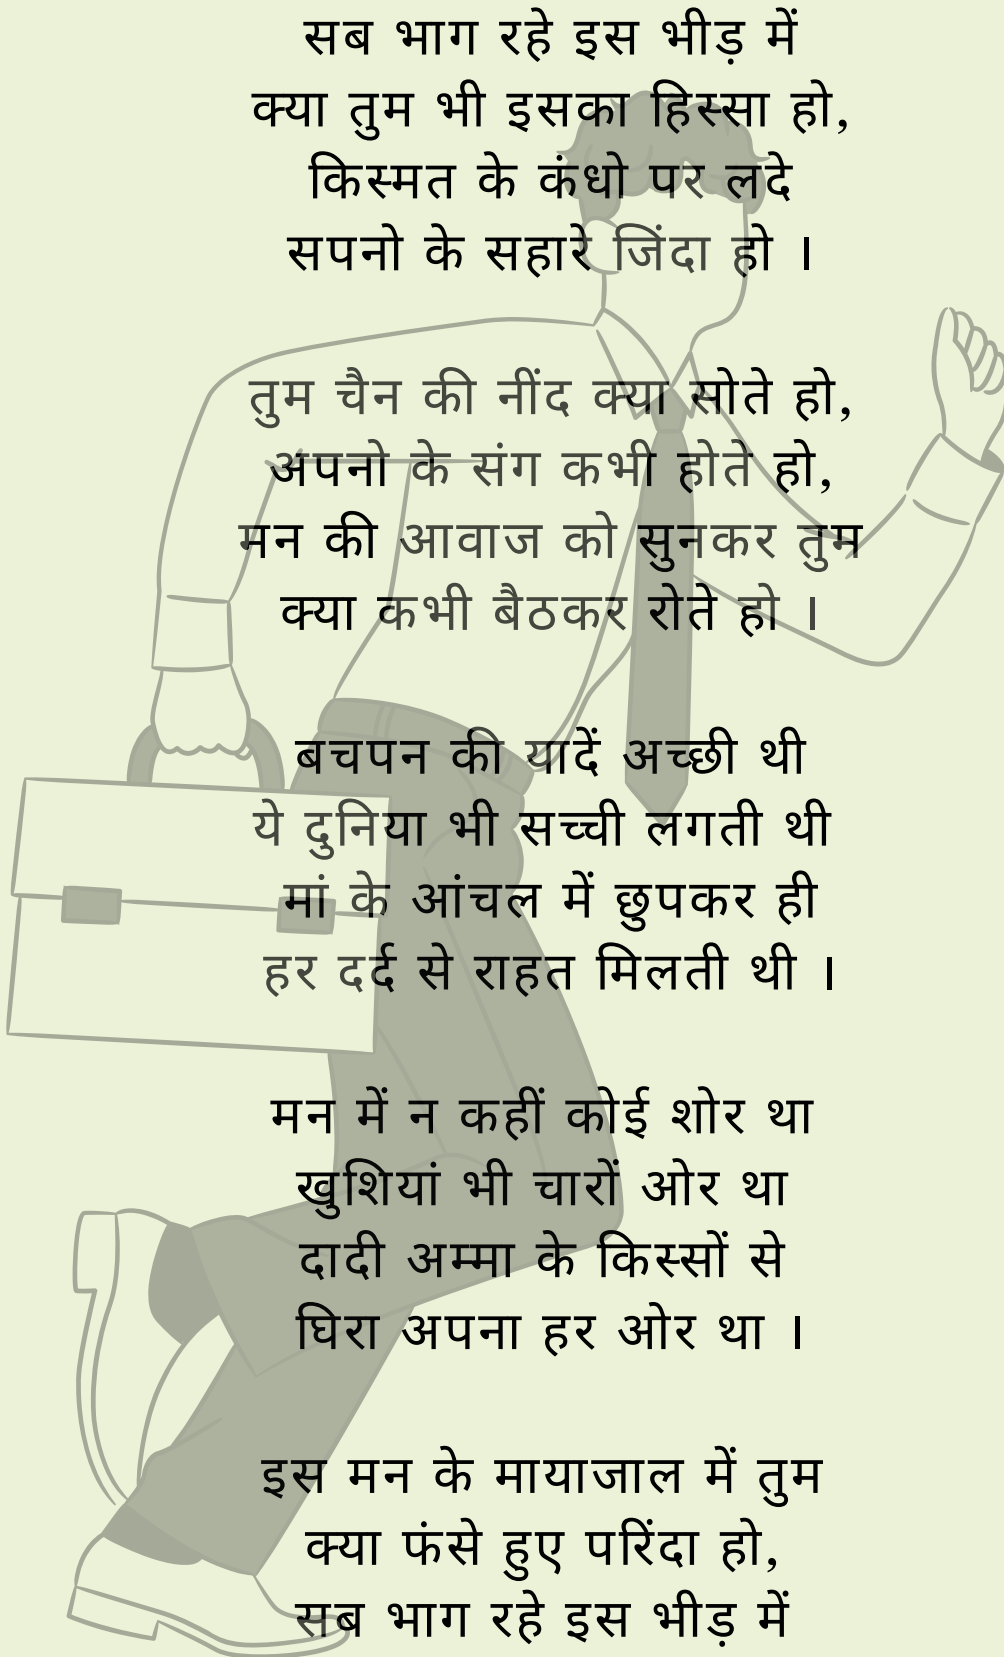 सब भाग रहे इस भीड़ में
क्या तुम भी इसका हिस्सा हो,
किस्मत के कंधो पर लदे
सपनो के सहारे जिंदा हो ।
तुम चैन की नींद क्या सोते हो,
अपनो के संग कभी होते हो,
मन की आवाज को सुनकर तुम
क्या कभी बैठकर रोते हो ।
बचपन की यादें अच्छी थी
ये दुनिया भी सच्ची लगती थी
मां के आंचल में छुपकर ही
हर दर्द से राहत मिलती थी ।
मन में न कहीं कोई शोर था
खुशियां भी चारों ओर था
दादी अम्मा के किस्सों से
घिरा अपना हर ओर था ।
इस मन के मायाजाल में तुम
क्या फंसे हुए परिंदा हो,
सब भाग रहे इस भीड़ में